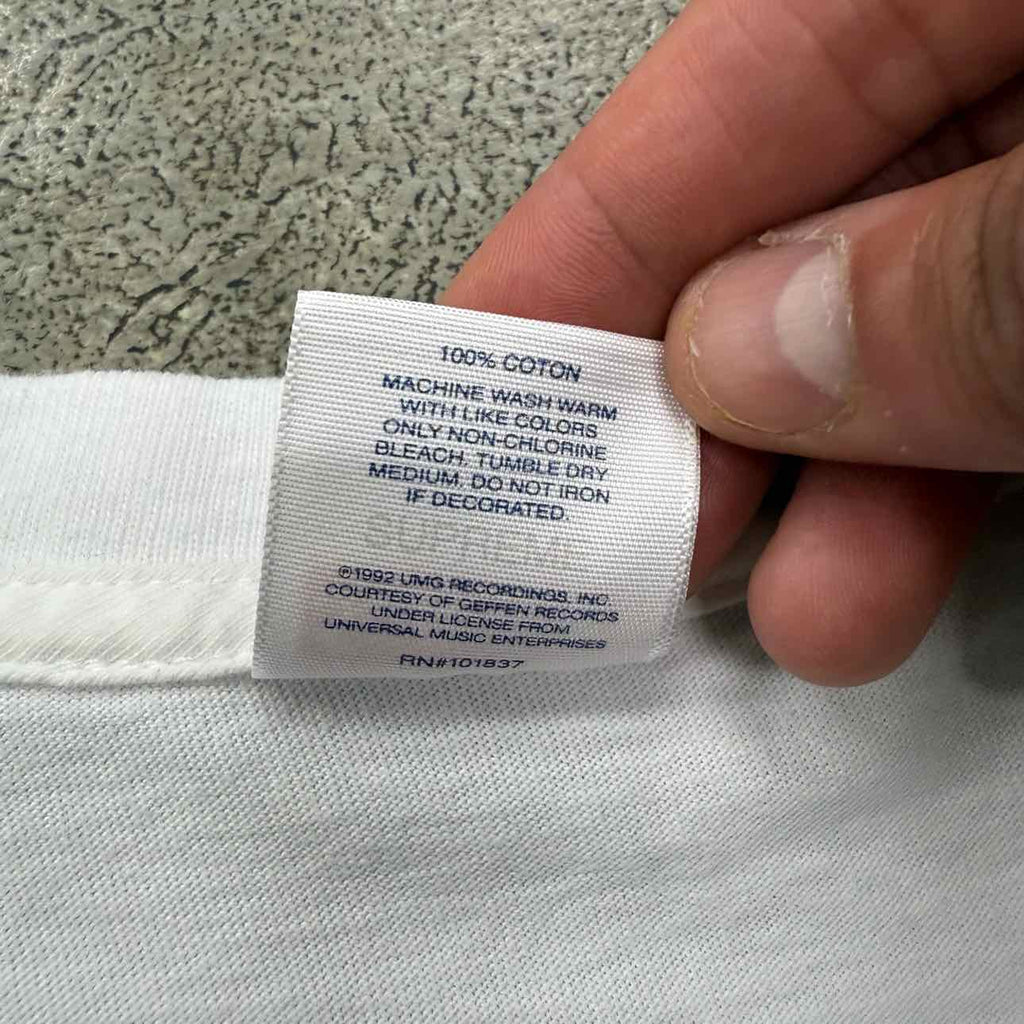 100% COTON
MACHINE WASH WARM
WITH LIKE COLORS
ONLY NON-CHLORINE
BLEACH. TUMBLE DRY
MEDIUM. DO NOT IRON
IF DECORATED.
©1992 UMG RECORDINGS, INC.
COURTESY OF GEFFEN RECORDS
UNDER LICENSE FROM
UNIVERSAL MUSIC ENTERPRISES
RN#101837